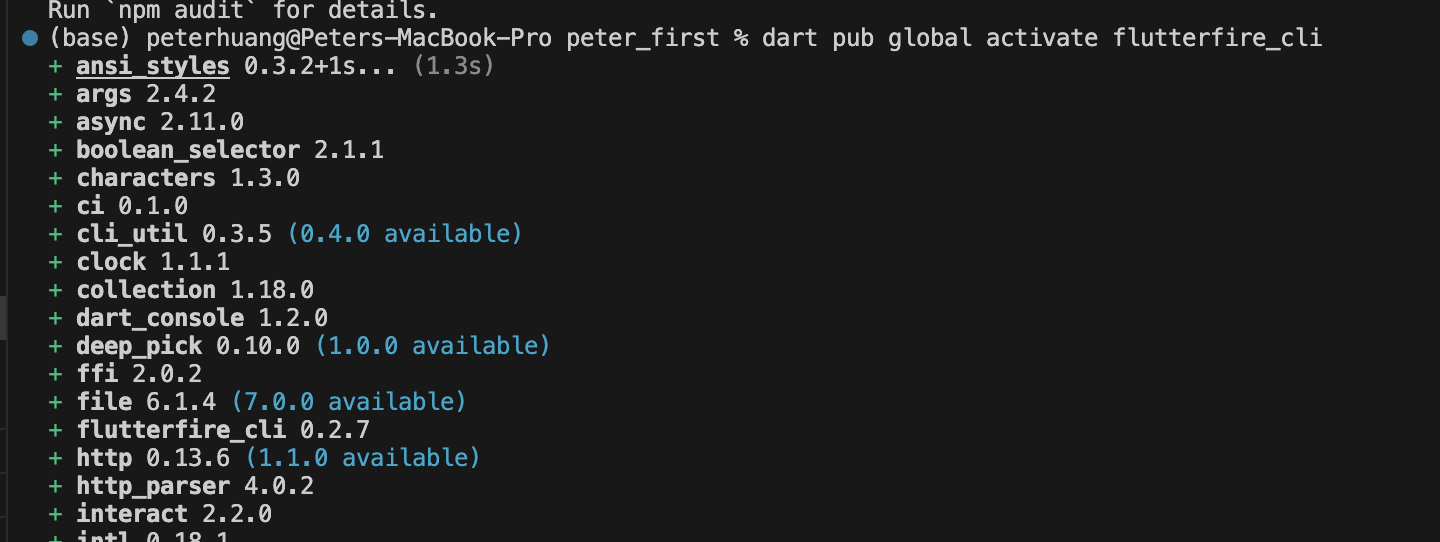 Run `npm audit` for details.
(base) peterhuang@Peters-MacBook-Pro peter_first % dart pub global activate flutterfire_cli
+ ansi_styles 0.3.2+1s... (1.3s)
+ args 2.4.2
+ async 2.11.0
+ boolean_selector 2.1.1
+ characters 1.3.0
+ ci 0.1.0
+ cli_util 0.3.5 (0.4.0 available)
+ clock 1.1.1
+ collection 1.18.0
+ dart_console 1.2.0
+ deep_pick 0.10.0 (1.0.0 available)
+ ffi 2.0.2
+ file 6.1.4 (7.0.0 available)
+ flutterfire_cli 0.2.7
+ http 0.13.6 (1.1.0 available)
+ http_parser 4.0.2
+ interact 2.2.0
+ intl 0.18.1